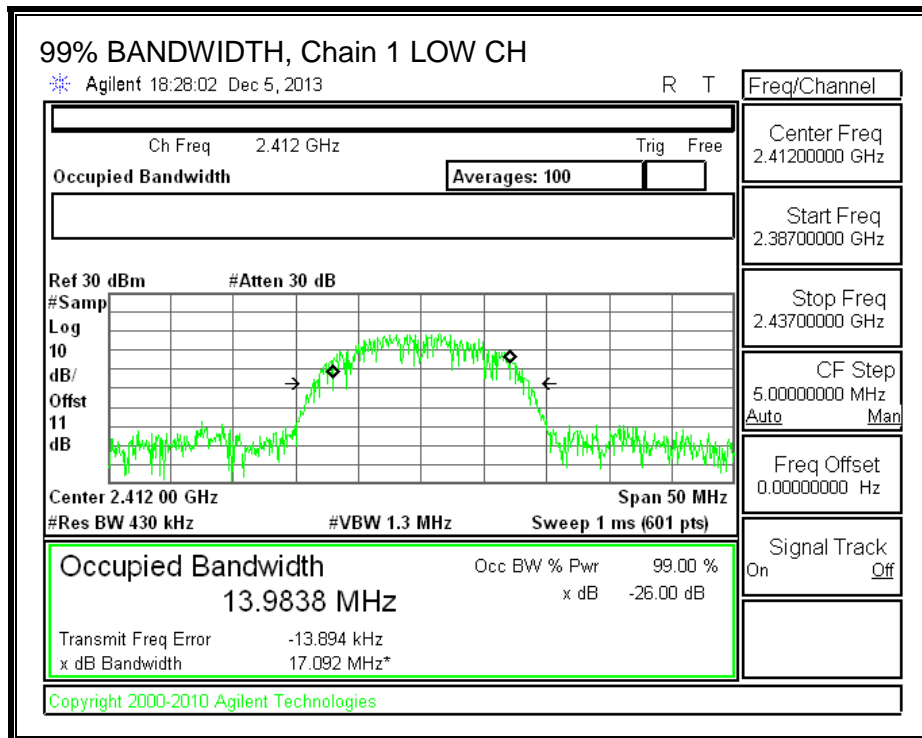 99% BANDWIDTH, Chain 1 LOW CH
Agilent 18:28:02 Dec 5, 2013 R T
Freq/Channel
Ch Freq 2.412 GHz Trig Free
Occupied Bandwidth Averages: 100
Center Freq
2.41200000 GHz
Start Freq
2.38700000 GHz
Stop Freq
2.43700000 GHz
CF Step
5.00000000 MHz
Auto Man
Freq Offset
0.00000000 Hz
Signal Track
On Off
Ref 30 dBm #Atten 30 dB
#Samp
Log
10
dB/
Offst
11
dB
Center 2.412 00 GHz Span 50 MHz
#Res BW 430 kHz #VBW 1.3 MHz Sweep 1 ms (601 pts)
Occupied Bandwidth Occ BW % Pwr 99.00 %
13.9838 MHz x dB -26.00 dB
Transmit Freq Error -13.894 kHz
x dB Bandwidth 17.092 MHz*
Copyright 2000-2010 Agilent Technologies